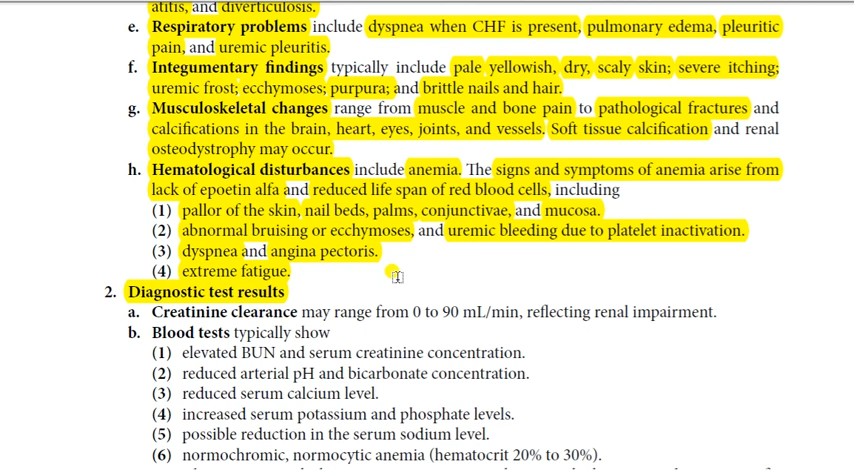 atitis, and diverticulosis.
e. Respiratory problems include dyspnea when CHF is present, pulmonary edema, pleuritic
pain, and uremic pleuritis.
f. Integumentary findings typically include pale yellowish, dry, scaly skin; severe itching;
uremic frost; ecchymoses; purpura; and brittle nails and hair.
g. Musculoskeletal changes range from muscle and bone pain to pathological fractures and
calcifications in the brain, heart, eyes, joints, and vessels. Soft tissue calcification and renal
osteodystrophy may occur.
h. Hematological disturbances include anemia. The signs and symptoms of anemia arise from
lack of epoetin alfa and reduced life span of red blood cells, including
(1) pallor of the skin, nail beds, palms, conjunctivae, and mucosa.
(2) abnormal bruising or ecchymoses, and uremic bleeding due to platelet inactivation.
(3) dyspnea and angina pectoris.
(4) extreme fatigue.
2. Diagnostic test results
a. Creatinine clearance may range from 0 to 90 mL/min, reflecting renal impairment.
b. Blood tests typically show
(1) elevated BUN and serum creatinine concentration.
(2) reduced arterial pH and bicarbonate concentration.
(3) reduced serum calcium level.
(4) increased serum potassium and phosphate levels.
(5) possible reduction in the serum sodium level.
(6) normochromic, normocytic anemia (hematocrit 20% to 30%).